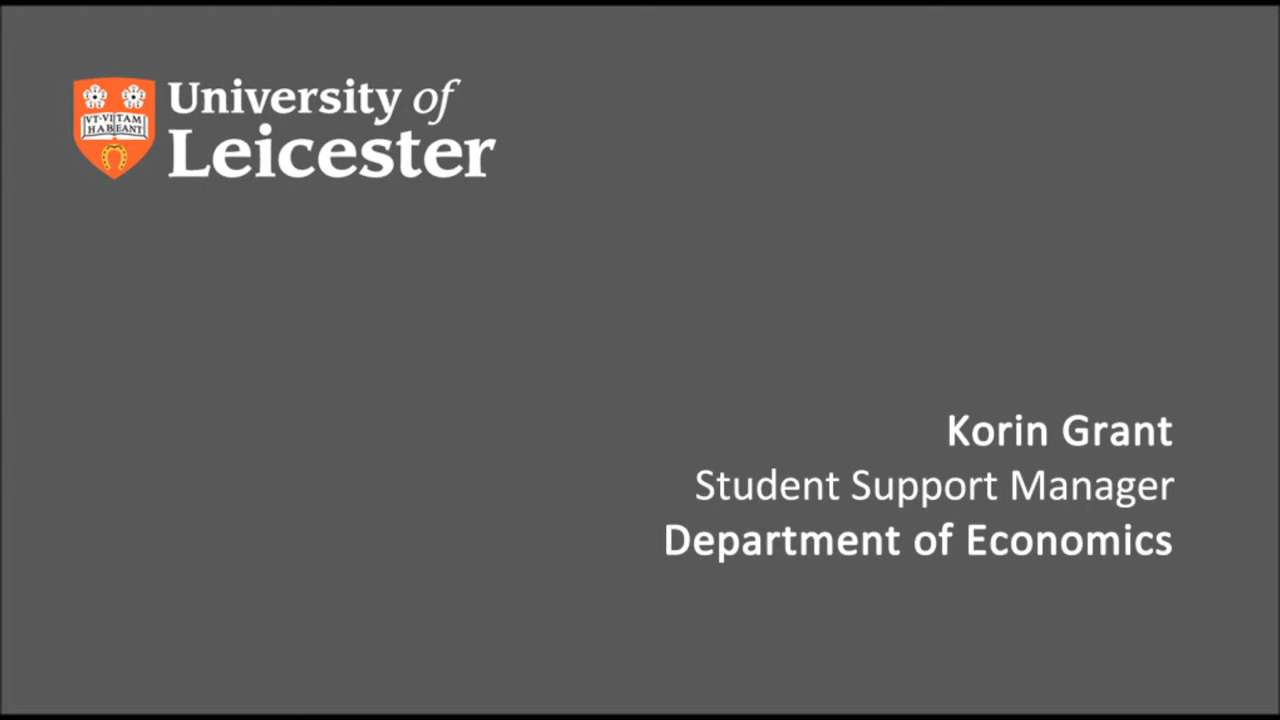 University of
Leicester
VT·VITAM
HABEANT
Korin Grant
Student Support Manager
Department of Economics